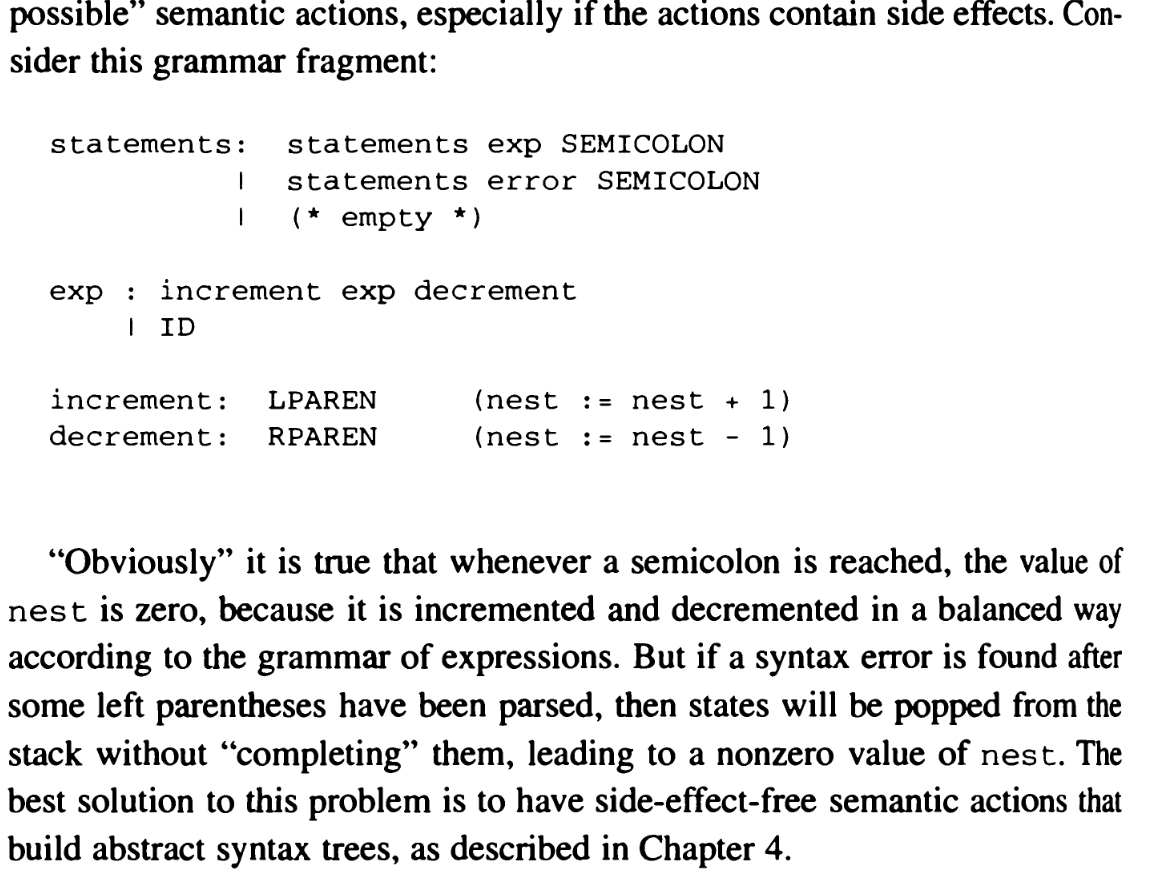 possible” semantic actions, especially if the actions contain side effects. Con-
sider this grammar fragment:
statements: statements exp SEMICOLON
| statements error SEMICOLON
| (* empty *)
exp : increment exp decrement
| ID
increment: LPAREN (nest := nest + 1)
decrement: RPAREN (nest := nest - 1)
“Obviously” it is true that whenever a semicolon is reached, the value of
nest is zero, because it is incremented and decremented in a balanced way
according to the grammar of expressions. But if a syntax error is found after
some left parentheses have been parsed, then states will be popped from the
stack without “completing” them, leading to a nonzero value of nest. The
best solution to this problem is to have side-effect-free semantic actions that
build abstract syntax trees, as described in Chapter 4.